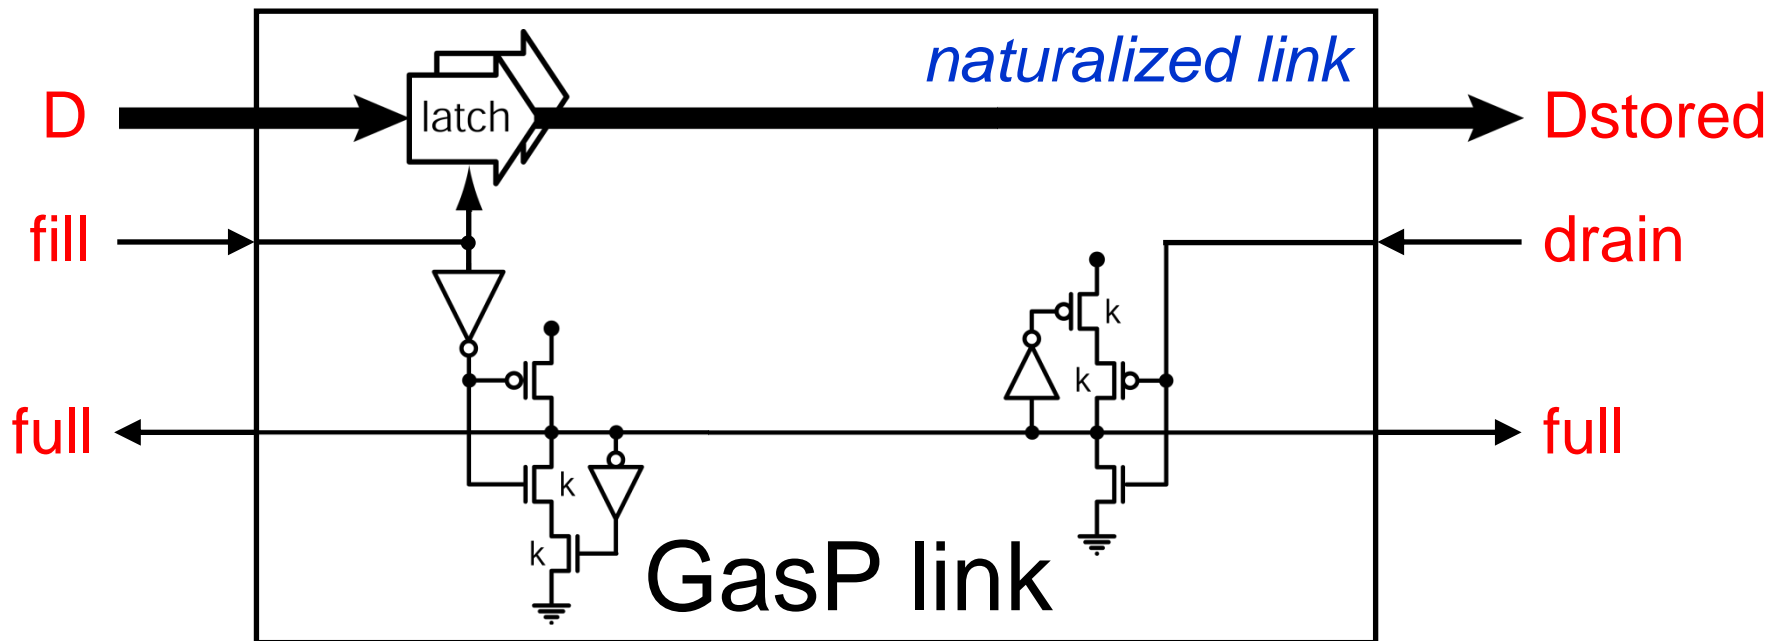 naturalized link
D
latch
Dstored
fill
drain
k
k
full
k
full
k
GasP link